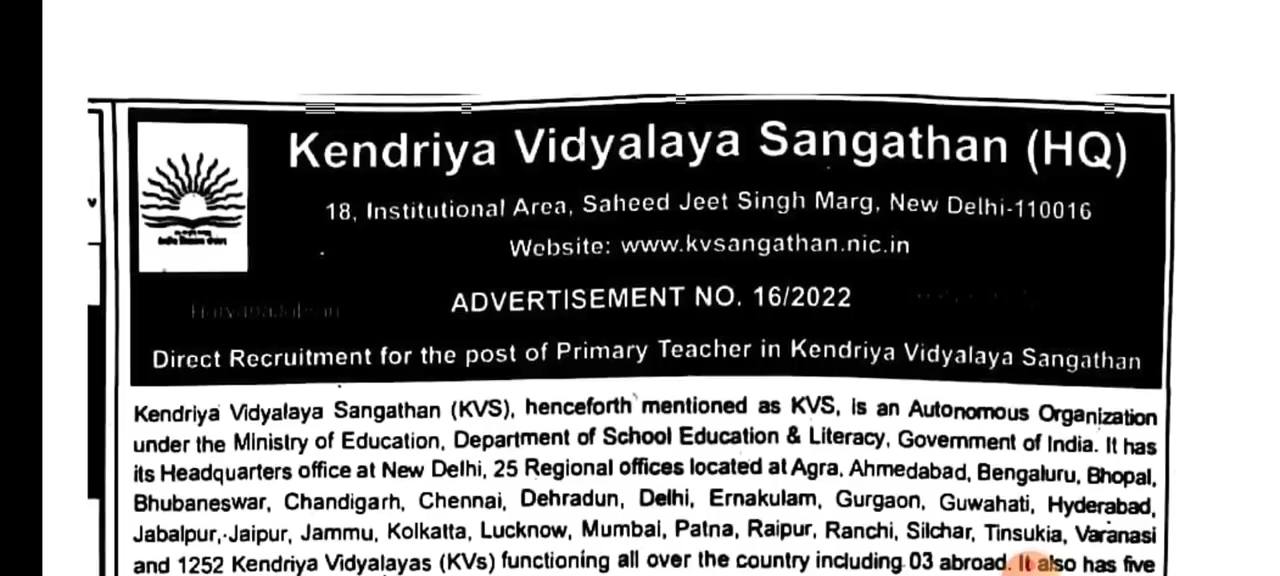 Kendriya Vidyalaya Sangathan (HQ)
18, Institutional Area, Saheed Jeet Singh Marg, New Delhi-110016
Website: www.kvsangathan.nic.in
ADVERTISEMENT NO. 16/2022
Direct Recruitment for the post of Primary Teacher in Kendriya Vidyalaya Sangathan
Kendriya Vidyalaya Sangathan (KVS), henceforth mentioned as KVS, is an Autonomous Organization
under the Ministry of Education, Department of School Education & Literacy, Government of India. It has
its Headquarters office at New Delhi, 25 Regional offices located at Agra, Ahmedabad, Bengaluru, Bhopal,
Bhubaneswar, Chandigarh, Chennai, Dehradun, Delhi, Ernakulam, Gurgaon, Guwahati, Hyderabad,
Jabalpur, Jaipur, Jammu, Kolkatta, Lucknow, Mumbai, Patna, Raipur, Ranchi, Silchar, Tinsukia, Varanasi
and 1252 Kendriya Vidyalayas (KVs) functioning all over the country including 03 abroad. It also has five